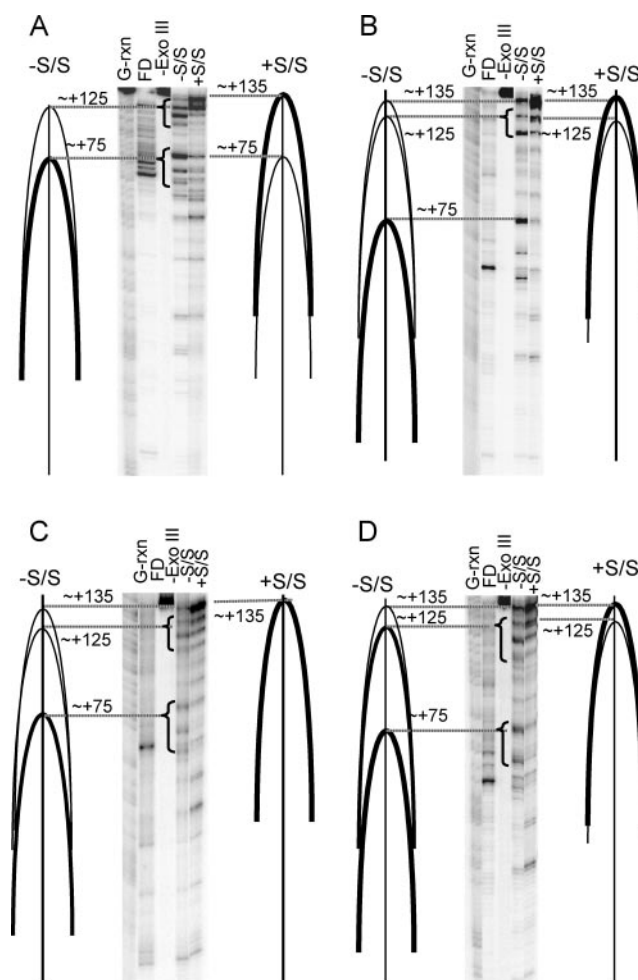 A
-S/S
G-rxn
FD
-Exo III
-S/S
+S/S
+S/S
~+125
~+135
~+75
~+75
B
-S/S
G-rxn
FD
-Exo III
-S/S
+S/S
+S/S
~+135
~+135
~+125
~+125
~+75
C
-S/S
G-rxn
FD
-Exo III
-S/S
+S/S
+S/S
~+135
~+135
~+125
~+75
D
-S/S
G-rxn
FD
-Exo III
-S/S
+S/S
+S/S
~+135
~+135
~+125
~+125
~+75